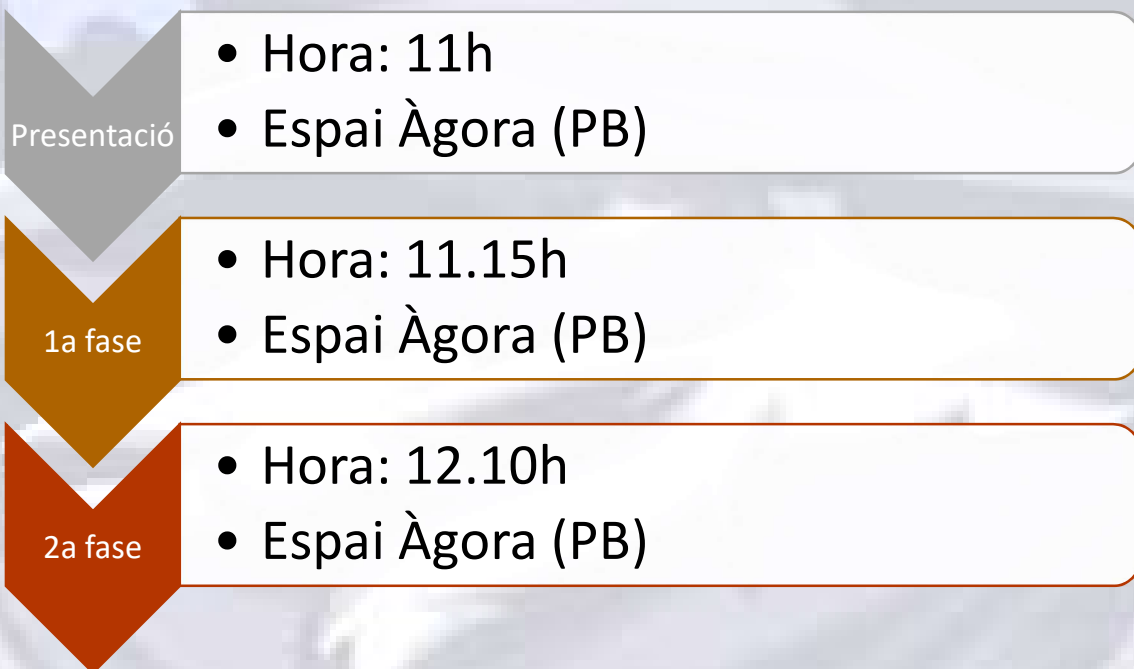 Presentació
• Hora: 11h
• Espai Àgora (PB)
1a fase
• Hora: 11.15h
• Espai Àgora (PB)
2a fase
• Hora: 12.10h
• Espai Àgora (PB)